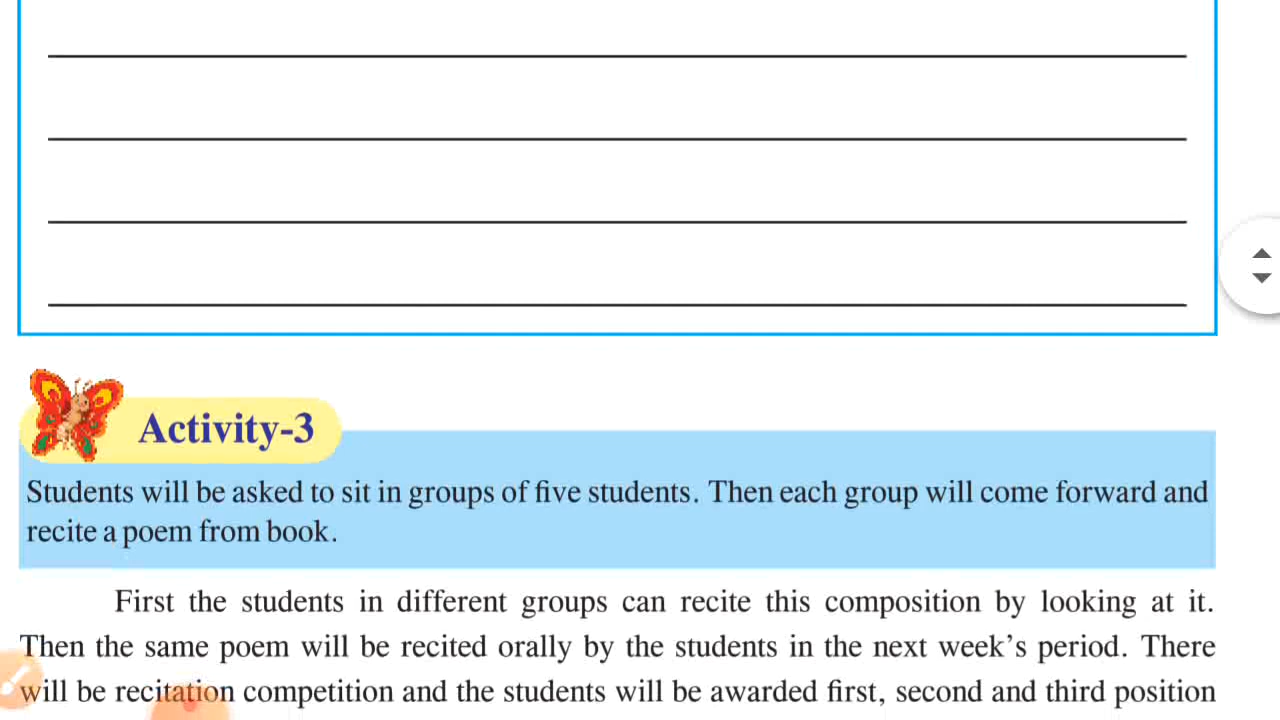 Activity-3
Students will be asked to sit in groups of five students. Then each group will come forward and
recite a poem from book.
First the students in different groups can recite this composition by looking at it.
Then the same poem will be recited orally by the students in the next week's period. There
will be recitation competition and the students will be awarded first, second and third position